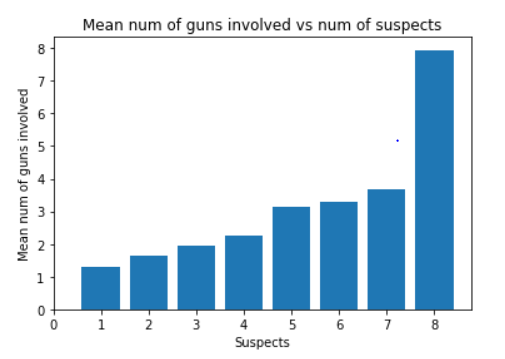 Mean num of guns involved vs num of suspects
Mean num of guns involved
8
7
6
5
4
3
2
1
0
0 1 2 3 4 5 6 7 8
Suspects